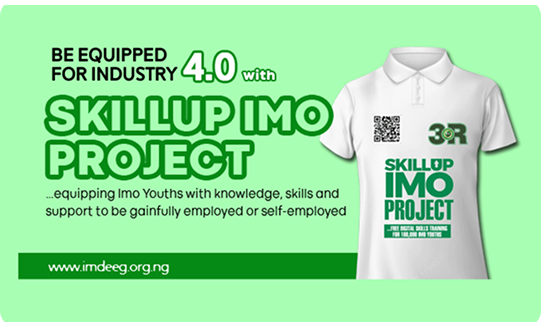 BE EQUIPPED
FOR INDUSTRY 4.0 with
SKILLUP IMO
PROJECT
...equipping Imo Youths with knowledge, skills and
support to be gainfully employed or self-employed
www.imdeeg.org.ng
3R
SKILLUP
IMO
PROJECT
...FREE DIGITAL SKILLS TRAINING
FOR 100,000 IMO YOUTHS